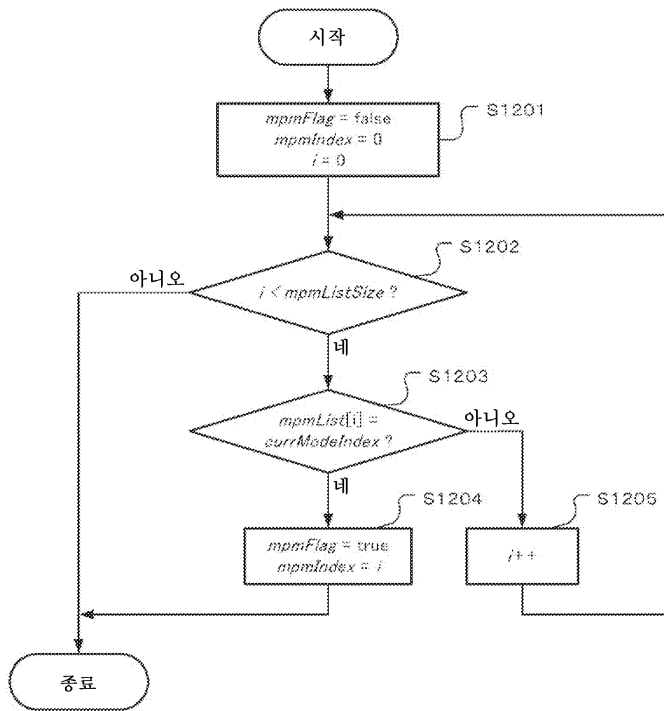 시작
S1201
mpmFlag = false
mpmIndex = 0
i = 0
S1202
아니오
i < mpmListSize ?
네
S1203
mpmList[i] =
currModeIndex ?
아니오
네
S1204
mpmFlag = true
mpmIndex = i
S1205
i++
종료